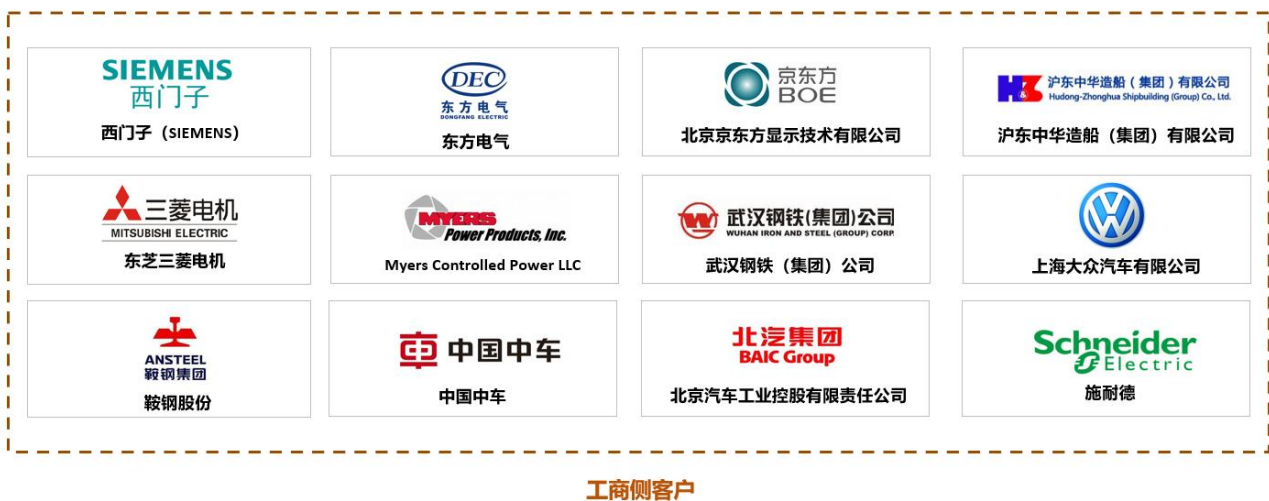 SIEMENS
西门子
西门子（SIEMENS）
DEC
东方电气
DONGFANG ELECTRIC
东方电气
京东方
BOE
北京京东方显示技术有限公司
H&Z
沪东中华造船（集团）有限公司
Hudong-Zhonghua Shipbuilding (Group) Co., Ltd.
沪东中华造船（集团）有限公司
三菱电机
MITSUBISHI ELECTRIC
东芝三菱电机
MYERS
Power Products, Inc.
Myers Controlled Power LLC
武汉钢铁(集团)公司
WUHAN IRON AND STEEL (GROUP) CORP.
武汉钢铁（集团）公司
上海大众汽车有限公司
ANSTEEL
鞍钢集团
鞍钢股份
中国中车
中国中车
北汽集团
BAIC Group
北京汽车工业控股有限责任公司
Schneider
Electric
施耐德
工商侧客户